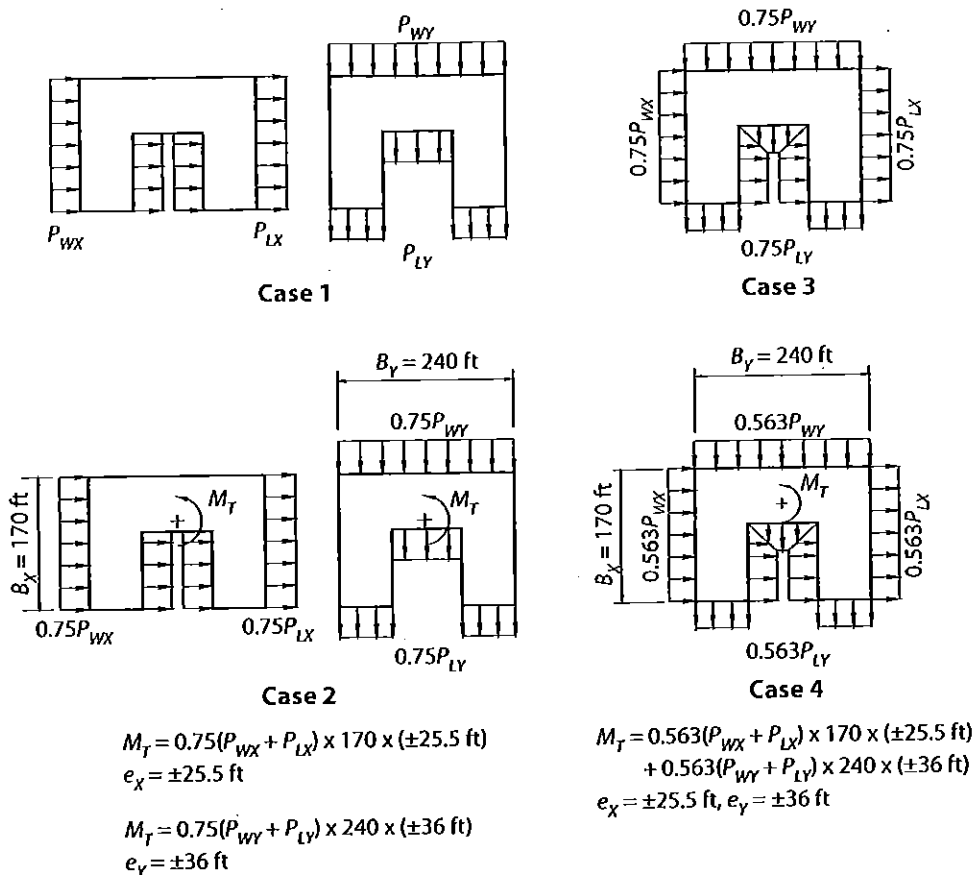 P_WX
P_LX
P_WY
P_LY
Case 1
0.75P_WY
0.75P_WX
0.75P_LX
0.75P_LY
Case 3
B_X = 170 ft
M_T
0.75P_WX
0.75P_LX
B_Y = 240 ft
0.75P_WY
M_T
0.75P_LY
Case 2
M_T = 0.75(P_WX + P_LX) x 170 x (±25.5 ft)
e_X = ±25.5 ft
M_T = 0.75(P_WY + P_LY) x 240 x (±36 ft)
e_Y = ±36 ft
B_Y = 240 ft
0.563P_WY
B_X = 170 ft
0.563P_WX
M_T
0.563P_LX
0.563P_LY
Case 4
M_T = 0.563(P_WX + P_LX) x 170 x (±25.5 ft)
+ 0.563(P_WY + P_LY) x 240 x (±36 ft)
e_X = ±25.5 ft, e_Y = ±36 ft